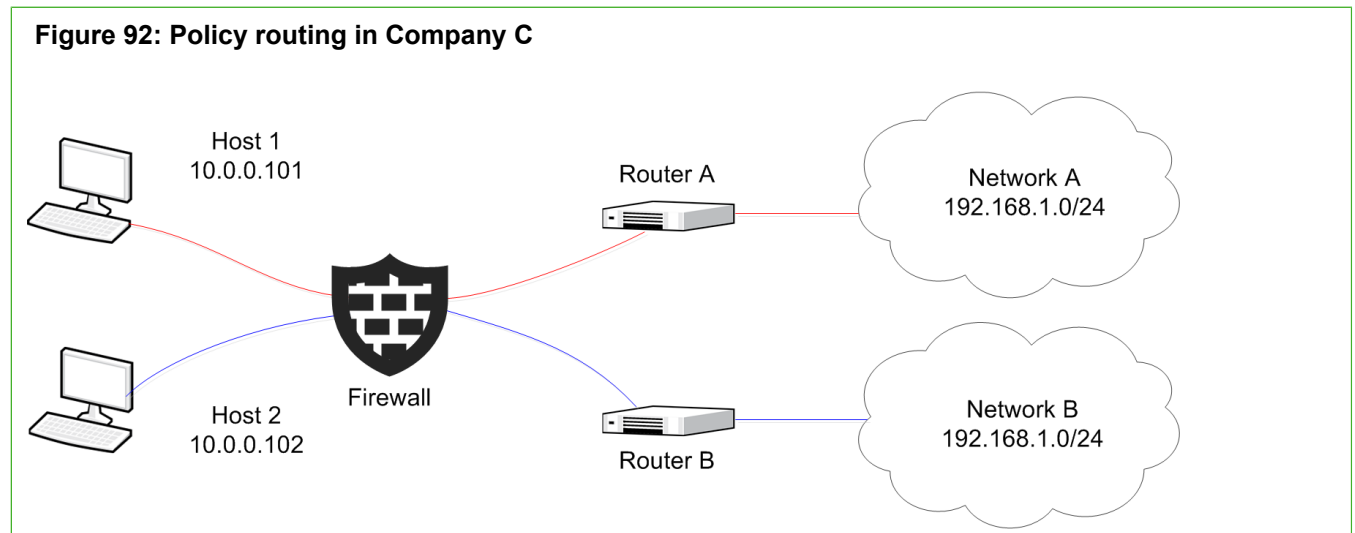 Figure 92: Policy routing in Company C
Host 1
10.0.0.101
Router A
Network A
192.168.1.0/24
Firewall
Host 2
10.0.0.102
Router B
Network B
192.168.1.0/24